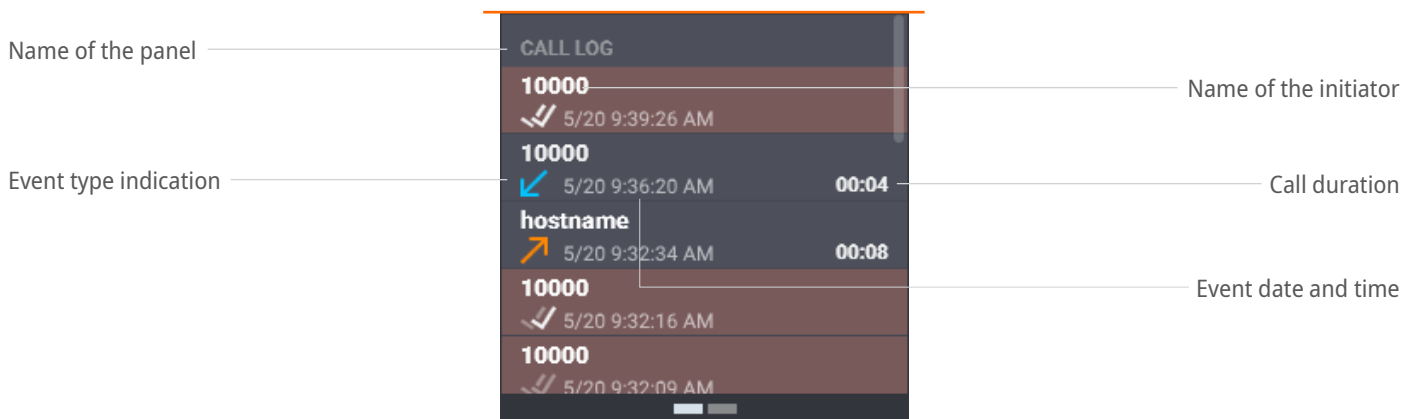 Name of the panel
CALL LOG
10000
Name of the initiator
5/20 9:39:26 AM
10000
Event type indication
5/20 9:36:20 AM 00:04
Call duration
hostname
5/20 9:32:34 AM 00:08
10000
Event date and time
5/20 9:32:16 AM
10000
5/20 9:32:09 AM